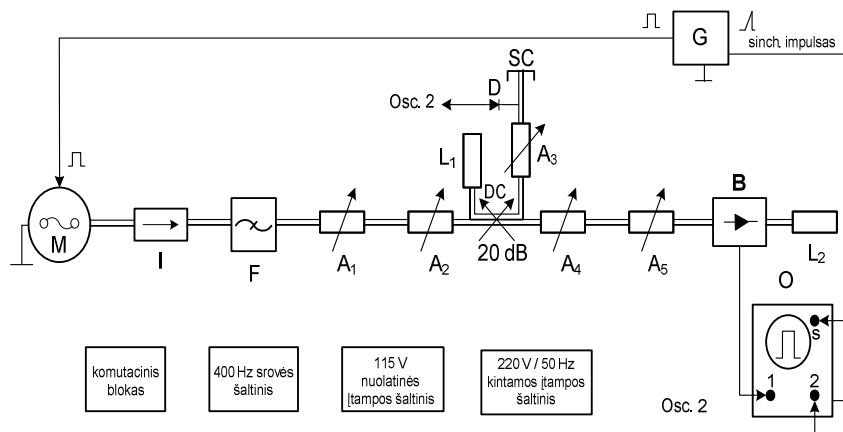 G
sinch. impulsas
SC
D
Osc. 2
L1
A3
DC
B
M
I
F
A1
A2
20 dB
A4
A5
L2
O
s
1
2
Osc. 2
komutacinis
blokas
400 Hz srovės
šaltinis
115 V
nuolatinės
Įtampos šaltinis
220 V / 50 Hz
kintamos įtampos
šaltinis